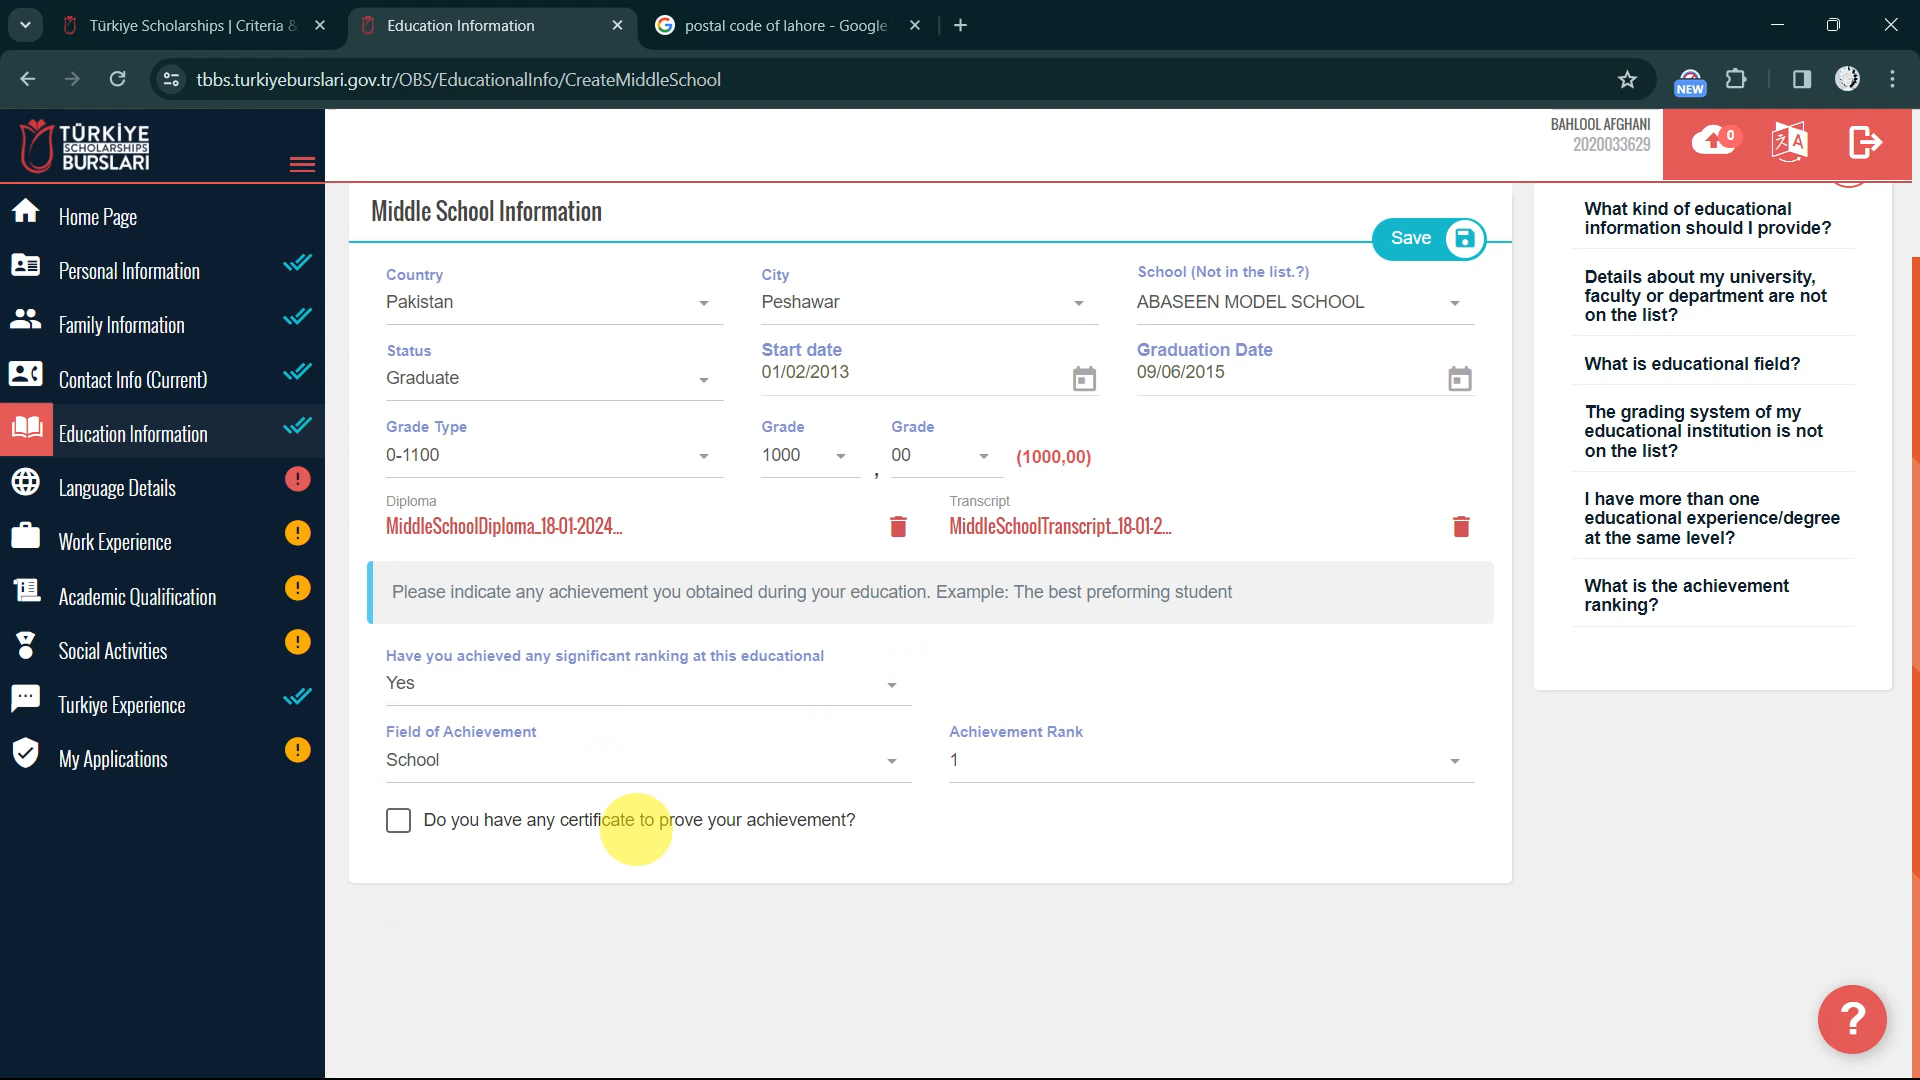 Türkiye Scholarships | Criteria &
Education Information
postal code of lahore - Google
tbbs.turkiyeburslari.gov.tr/OBS/EducationalInfo/CreateMiddleSchool
NEW
TÜRKİYE
SCHOLARSHIPS
BURSLARI
BAHLOOL AFGHANI
2020033629
0
Home Page
Personal Information
Family Information
Contact Info (Current)
Education Information
Language Details
Work Experience
Academic Qualification
Social Activities
Turkiye Experience
My Applications
Middle School Information
Save
Country
Pakistan
City
Peshawar
School (Not in the list.?)
ABASEEN MODEL SCHOOL
Status
Graduate
Start date
01/02/2013
Graduation Date
09/06/2015
Grade Type
0-1100
Grade
1000
,
Grade
00
(1000,00)
Diploma
MiddleSchoolDiploma_18-01-2024...
Transcript
MiddleSchoolTranscript_18-01-2...
Please indicate any achievement you obtained during your education. Example: The best preforming student
Have you achieved any significant ranking at this educational
Yes
Field of Achievement
School
Achievement Rank
1
Do you have any certificate to prove your achievement?
What kind of educational
information should I provide?
Details about my university,
faculty or department are not
on the list?
What is educational field?
The grading system of my
educational institution is not
on the list?
I have more than one
educational experience/degree
at the same level?
What is the achievement
ranking?
?